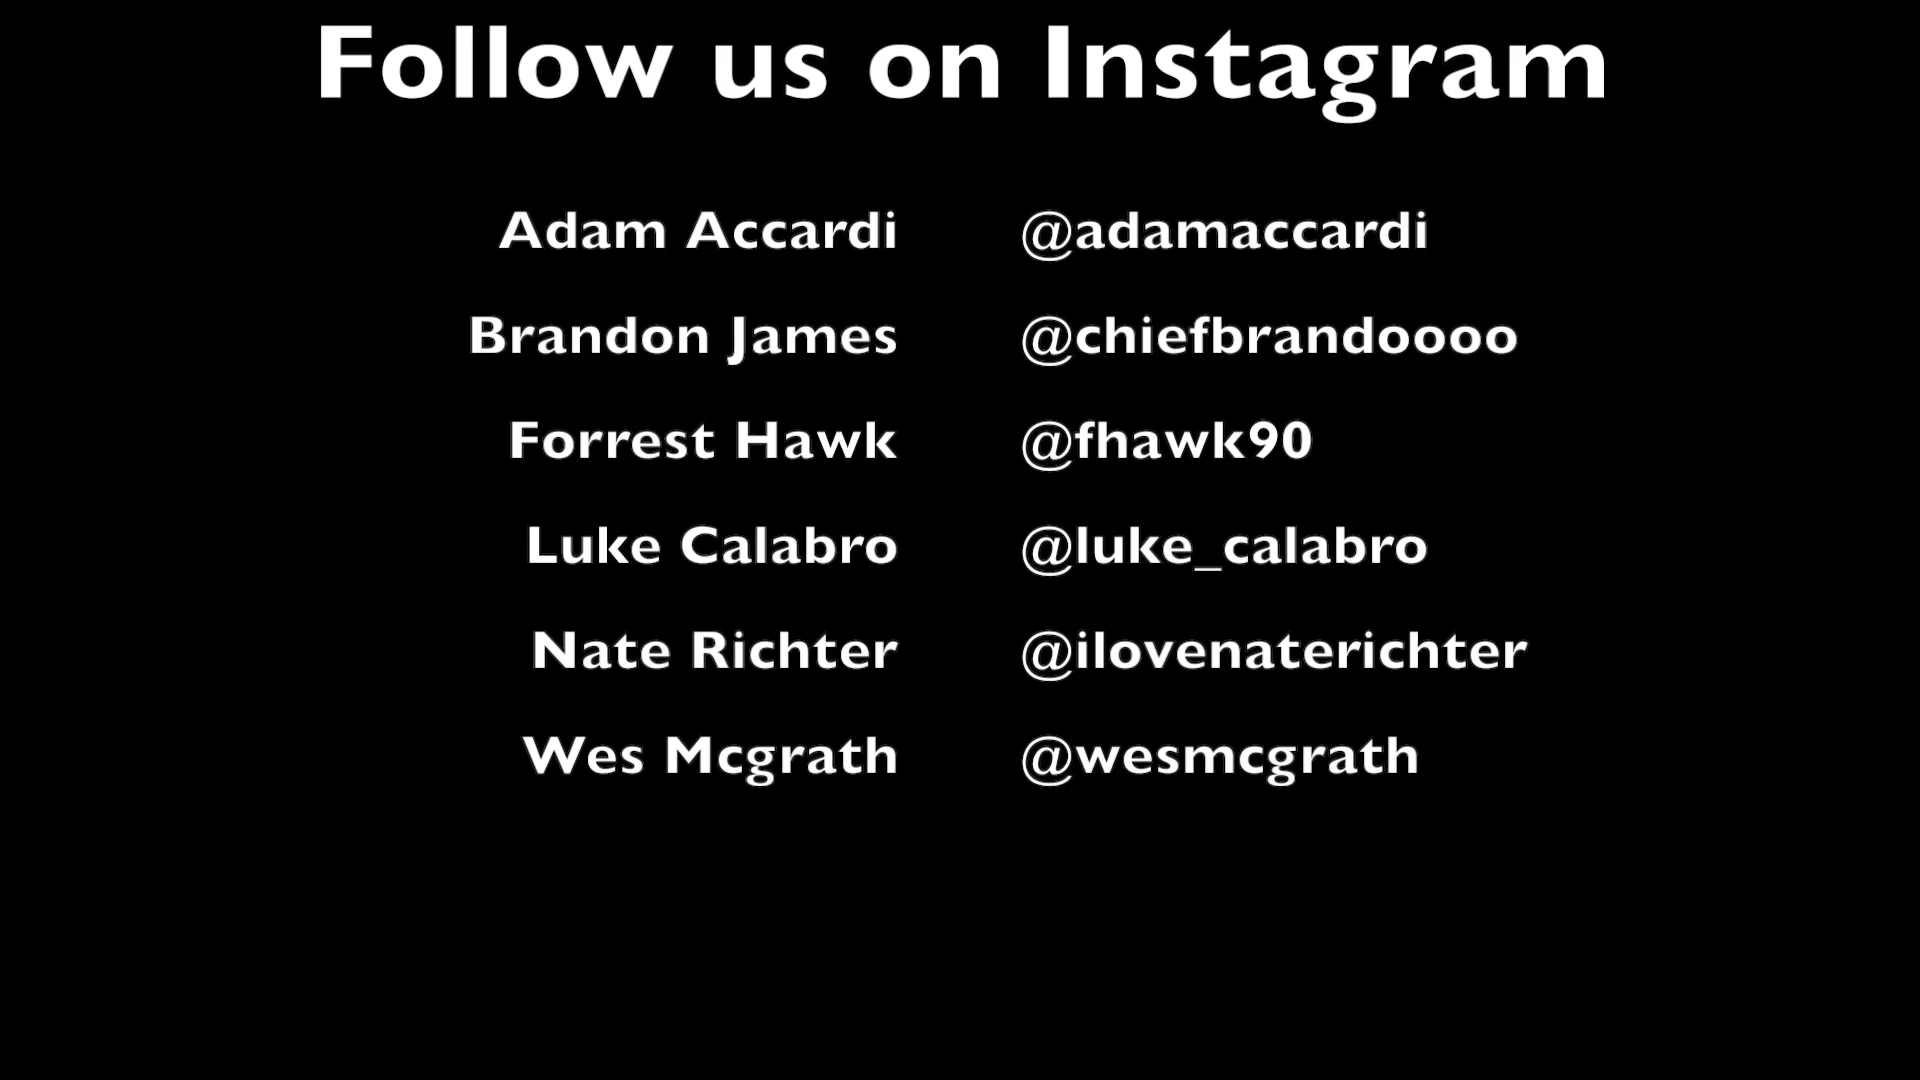 Follow us on Instagram
Adam Accardi @adamaccardi
Brandon James @chiefbrandoooo
Forrest Hawk @fhawk90
Luke Calabro @luke_calabro
Nate Richter @ilovenaterichter
Wes Mcgrath @wesmcgrath